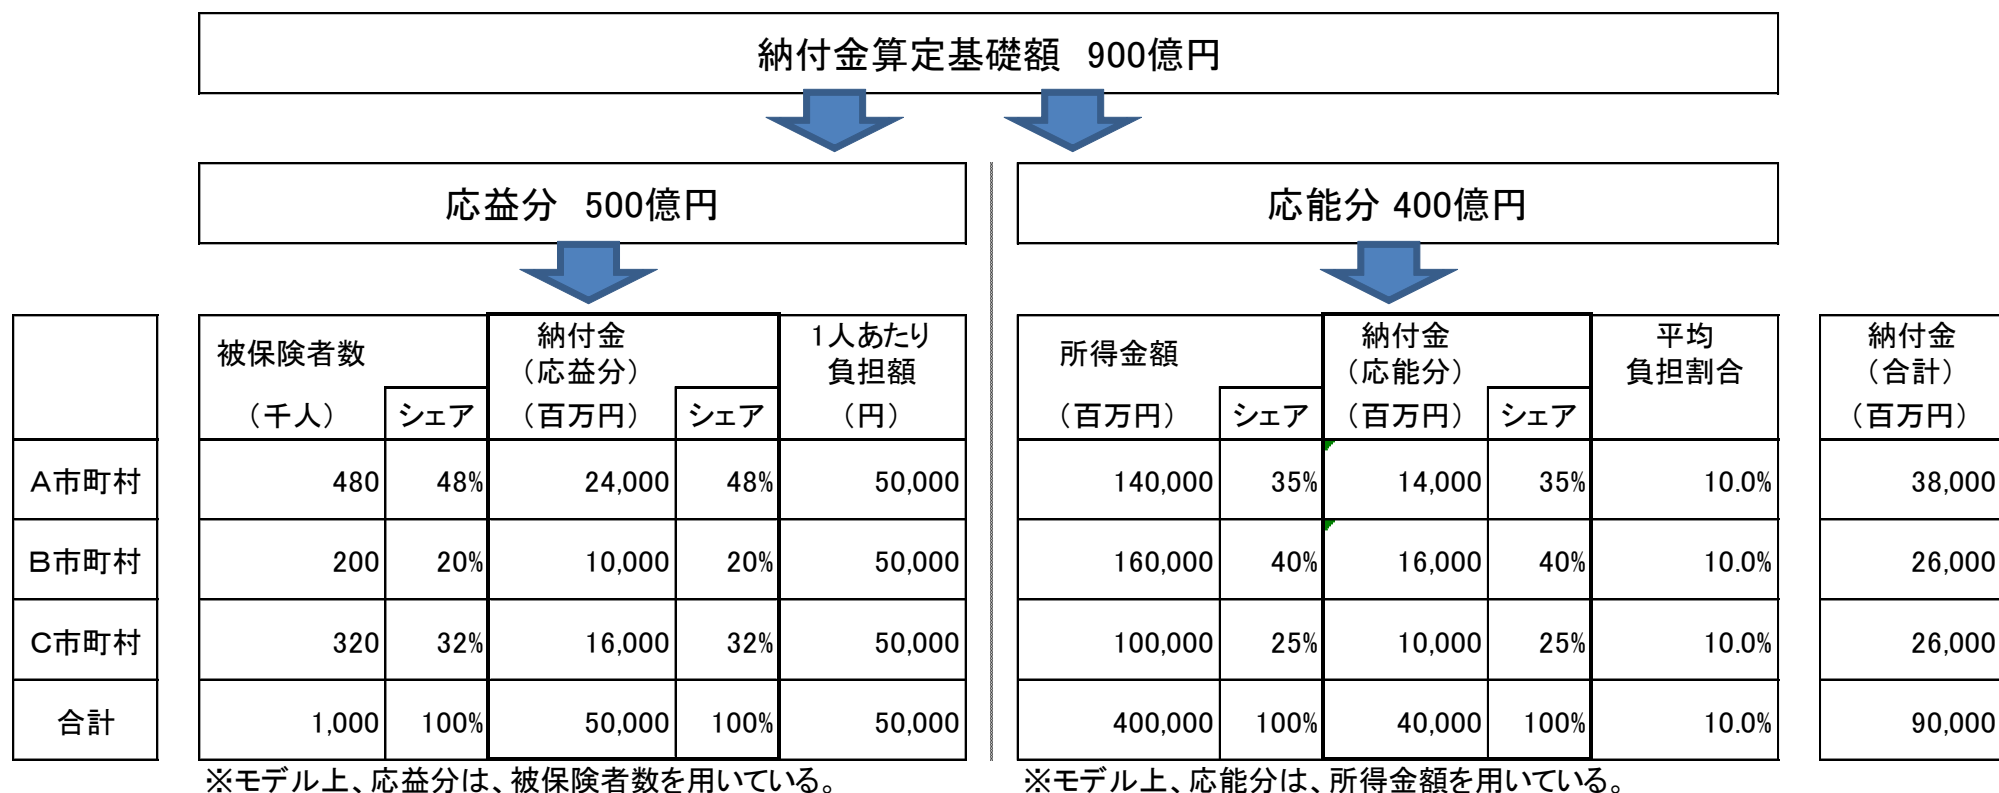 納付金算定基礎額 900億円
応益分 500億円
応能分 400億円
被保険者数 納付金 1人あたり 所得金額 納付金 平均 納付金
（応益分） 負担額 （応能分） 負担割合 （合計）
（千人） シェア （百万円） シェア （円） （百万円） シェア （百万円） シェア （百万円）
A市町村 480 48% 24,000 48% 50,000 140,000 35% 14,000 35% 10.0% 38,000
B市町村 200 20% 10,000 20% 50,000 160,000 40% 16,000 40% 10.0% 26,000
C市町村 320 32% 16,000 32% 50,000 100,000 25% 10,000 25% 10.0% 26,000
合計 1,000 100% 50,000 100% 50,000 400,000 100% 40,000 100% 10.0% 90,000
※モデル上、応益分は、被保険者数を用いている。
※モデル上、応能分は、所得金額を用いている。